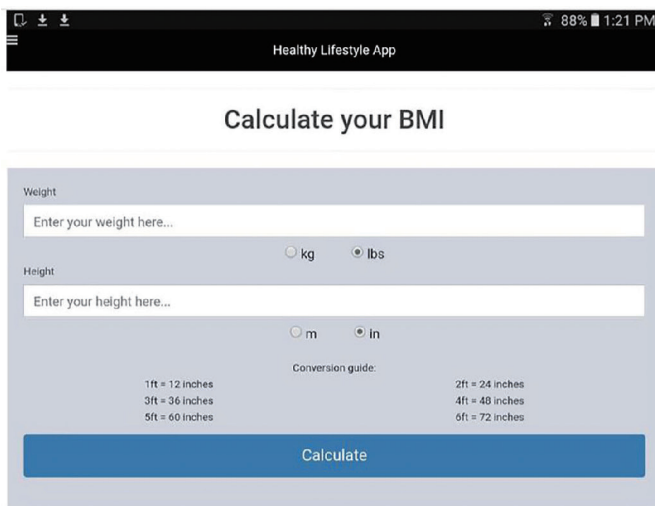 88% 1:21 PM
Healthy Lifestyle App
Calculate your BMI
Weight
Enter your weight here...
kg lbs
Height
Enter your height here...
m in
Conversion guide:
1ft = 12 inches 2ft = 24 inches
3ft = 36 inches 4ft = 48 inches
5ft = 60 inches 6ft = 72 inches
Calculate